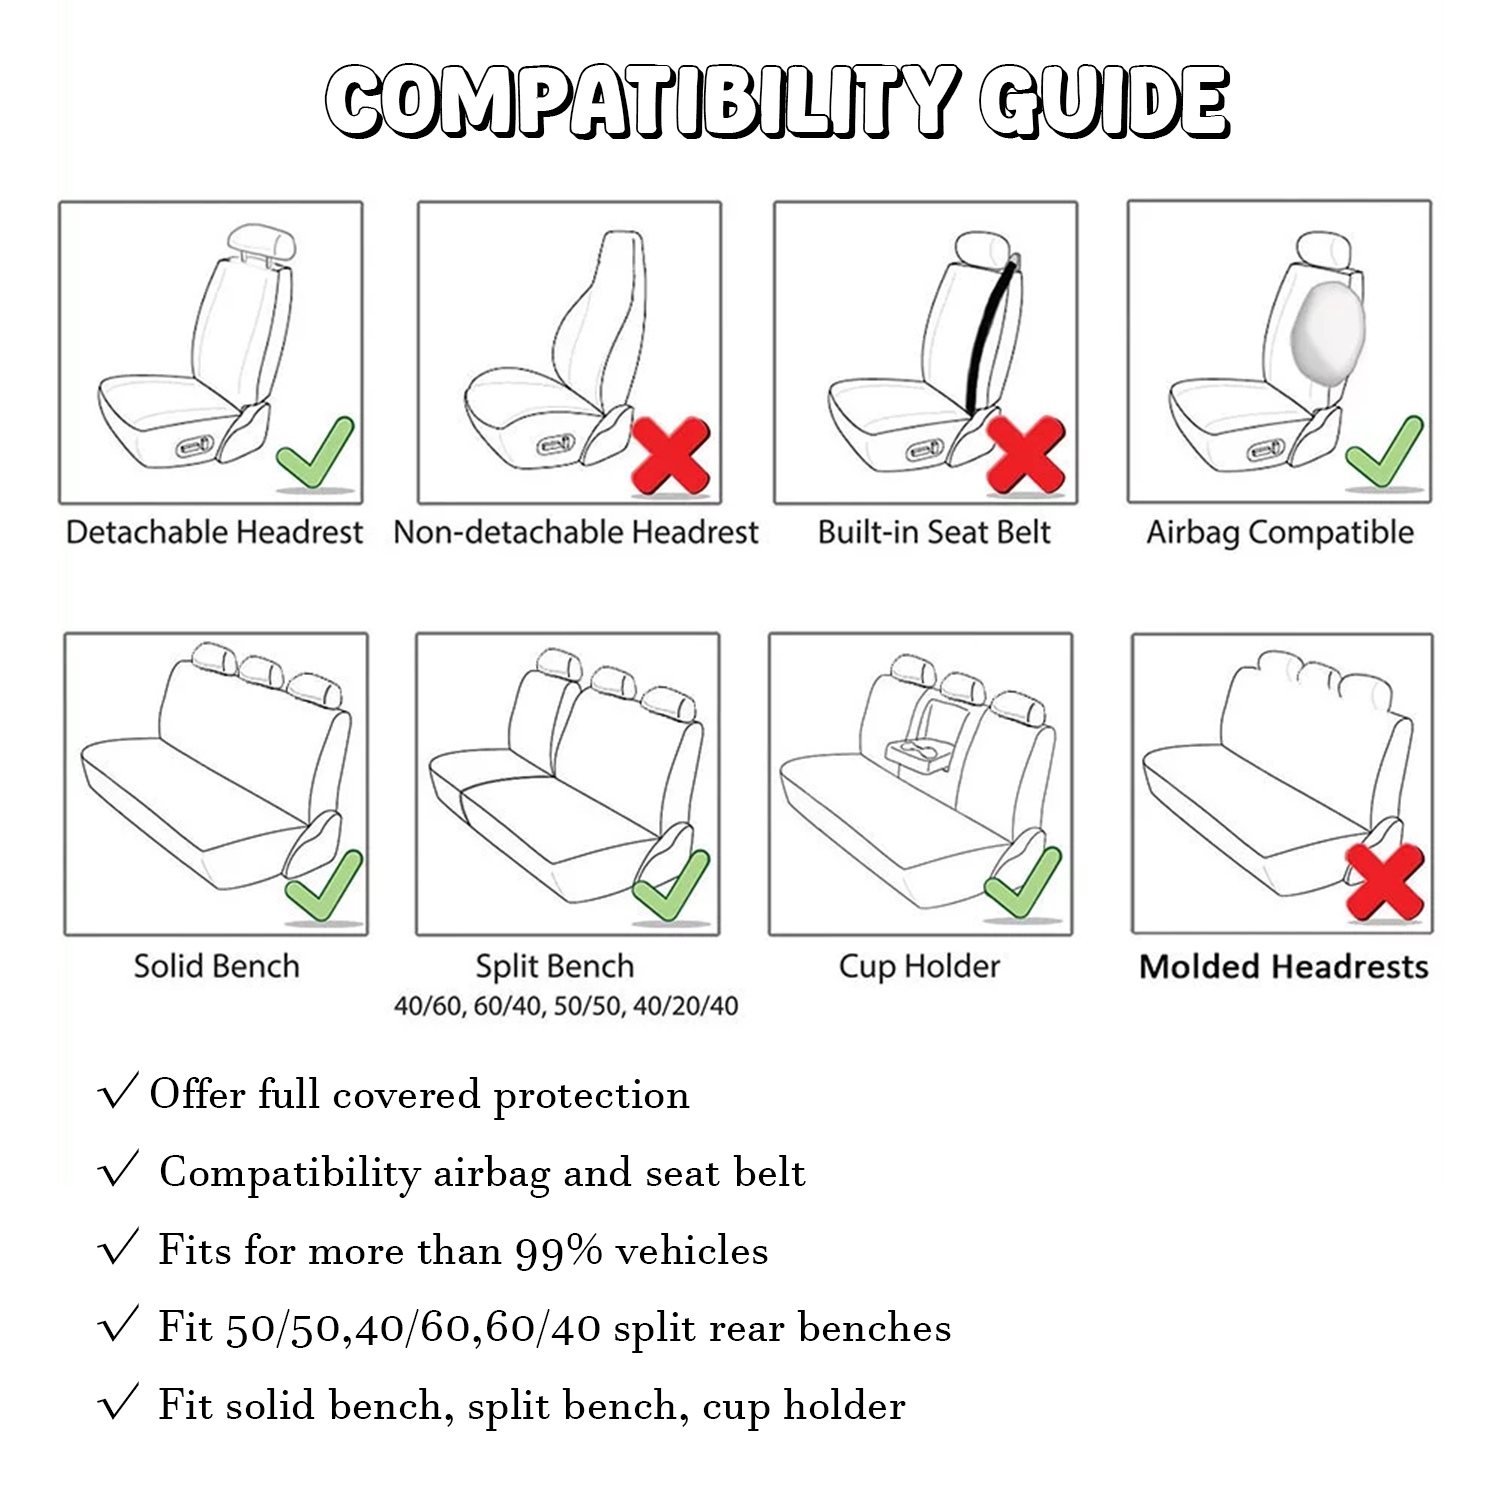 COMPATIBILITY GUIDE
Detachable Headrest
Non-detachable Headrest
Built-in Seat Belt
Airbag Compatible
Solid Bench
Split Bench
40/60, 60/40, 50/50, 40/20/40
Cup Holder
Molded Headrests
✓ Offer full covered protection
✓ Compatibility airbag and seat belt
✓ Fits for more than 99% vehicles
✓ Fit 50/50,40/60,60/40 split rear benches
✓ Fit solid bench, split bench, cup holder